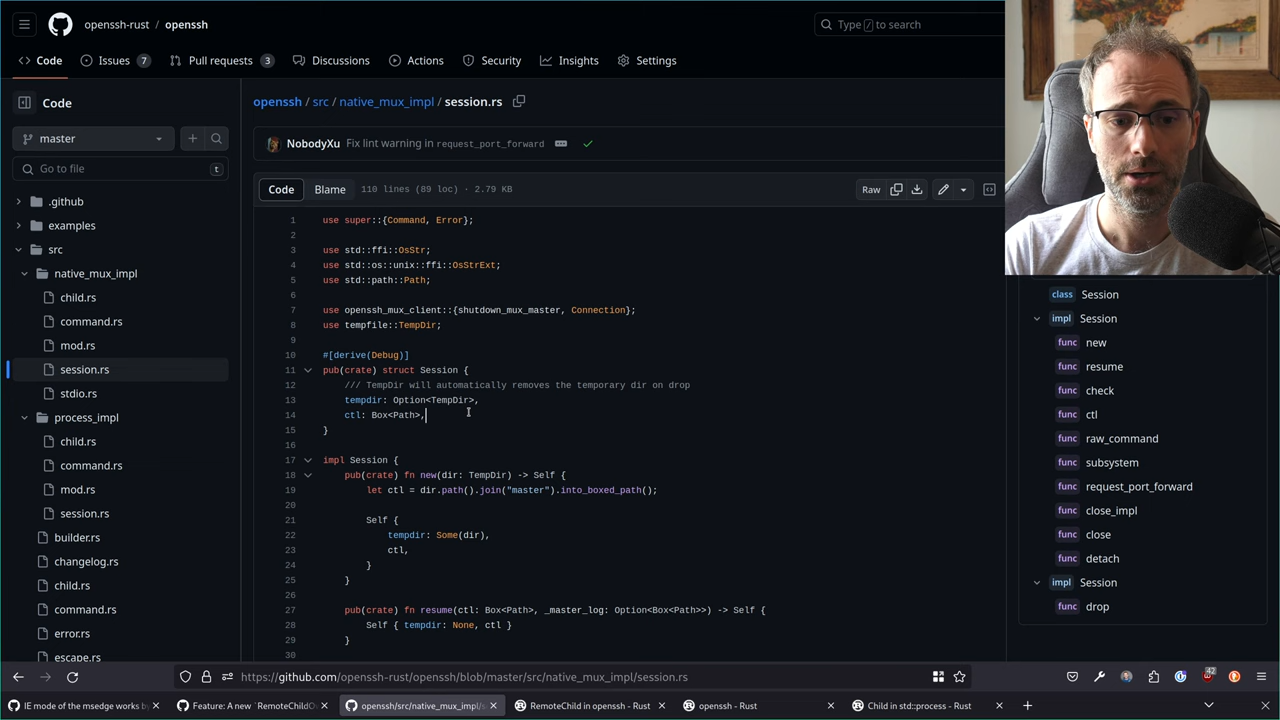 openssh-rust / openssh
Type / to search
Code
Issues 7
Pull requests 3
Discussions
Actions
Security
Insights
Settings
Code
master
Go to file
t
.github
examples
src
native_mux_impl
child.rs
command.rs
mod.rs
session.rs
stdio.rs
process_impl
child.rs
command.rs
mod.rs
session.rs
builder.rs
changelog.rs
child.rs
command.rs
error.rs
escape.rs
openssh / src / native_mux_impl / session.rs
NobodyXu Fix lint warning in request_port_forward
Code Blame 110 lines (89 loc) · 2.79 KB
Raw
1 use super::{Command, Error};
2
3 use std::ffi::OsStr;
4 use std::os::unix::ffi::OsStrExt;
5 use std::path::Path;
6
7 use openssh_mux_client::{shutdown_mux_master, Connection};
8 use tempfile::TempDir;
9
10 #[derive(Debug)]
11 pub(crate) struct Session {
12 /// TempDir will automatically removes the temporary dir on drop
13 tempdir: Option<TempDir>,
14 ctl: Box<Path>,
15 }
16
17 impl Session {
18 pub(crate) fn new(dir: TempDir) -> Self {
19 let ctl = dir.path().join("master").into_boxed_path();
20
21 Self {
22 tempdir: Some(dir),
23 ctl,
24 }
25 }
26
27 pub(crate) fn resume(ctl: Box<Path>, _master_log: Option<Box<Path>>) -> Self {
28 Self { tempdir: None, ctl }
29 }
30
class Session
impl Session
func new
func resume
func check
func ctl
func raw_command
func subsystem
func request_port_forward
func close_impl
func close
func detach
impl Session
func drop
https://github.com/openssh-rust/openssh/blob/master/src/native_mux_impl/session.rs
42
IE mode of the msedge works by
Feature: A new `RemoteChildOw
openssh/src/native_mux_impl/s
RemoteChild in openssh - Rust
openssh - Rust
Child in std::process - Rust